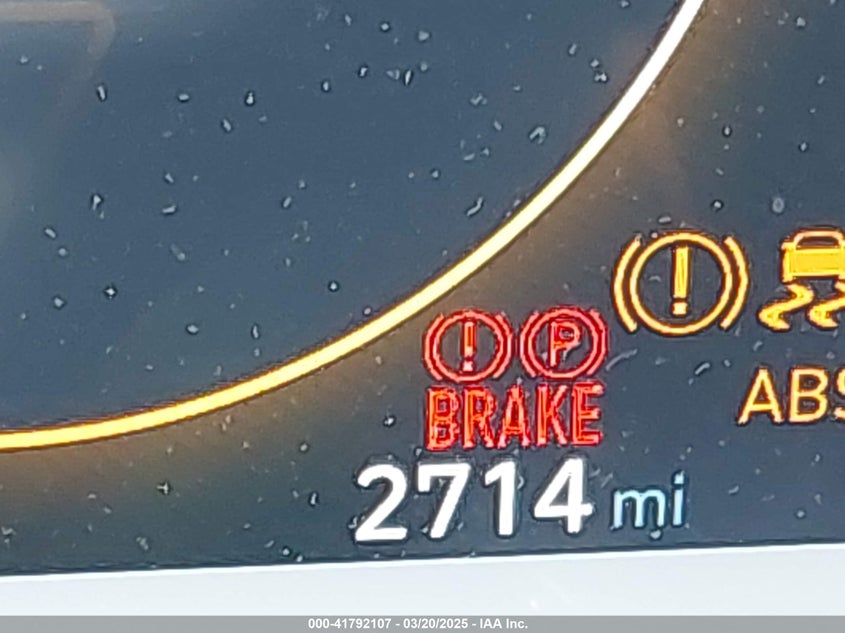 ! P
BRAKE
!
ABS
2714 mi
000-41792107 - 03/20/2025 - IAA Inc.